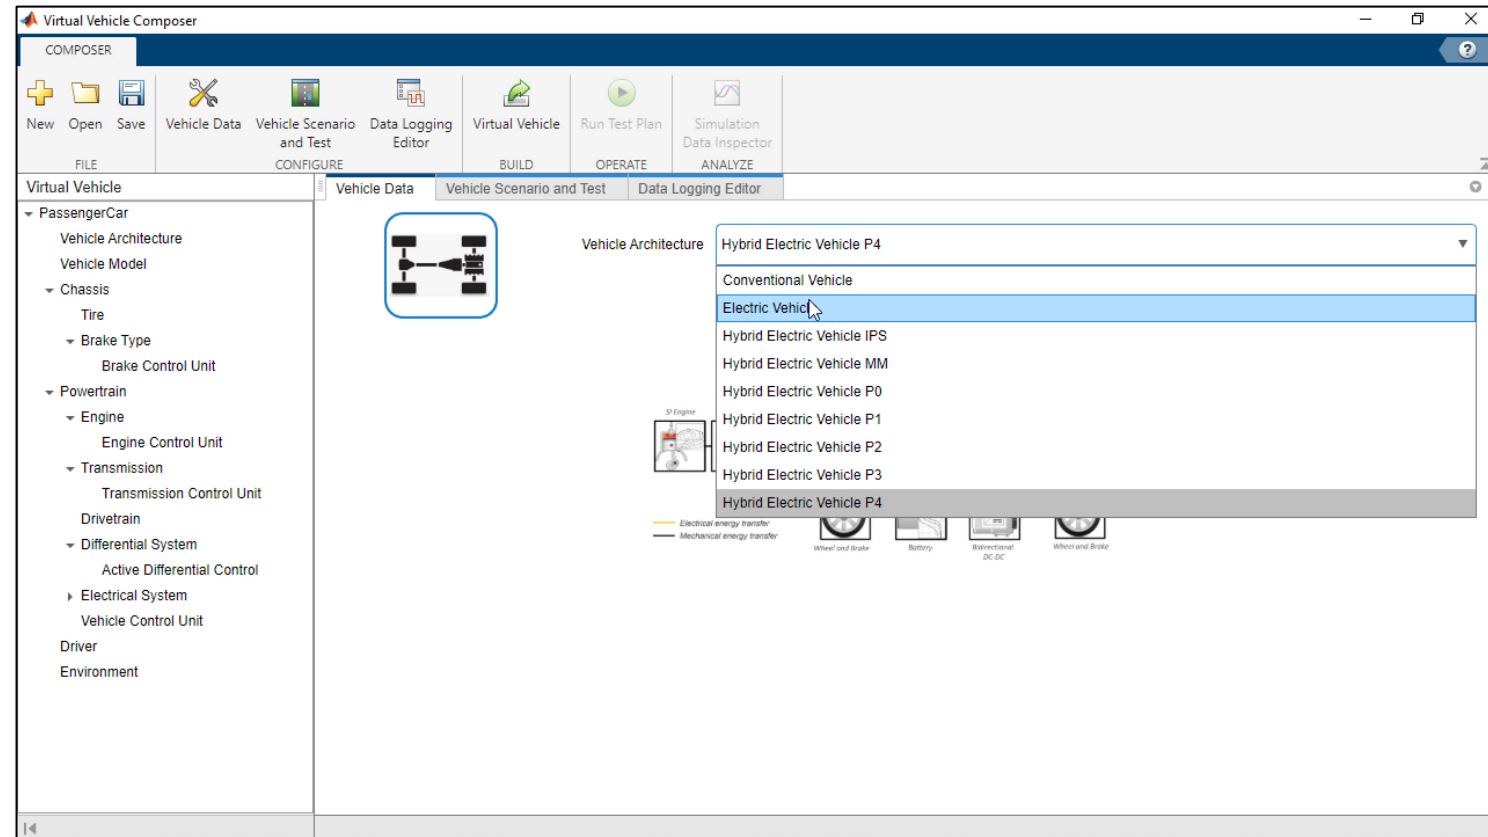 Virtual Vehicle Composer
COMPOSER
New
Open
Save
Vehicle Data
Vehicle Scenario
and Test
Data Logging
Editor
Virtual Vehicle
Run Test Plan
Simulation
Data Inspector
FILE
CONFIGURE
BUILD
OPERATE
ANALYZE
Virtual Vehicle
Vehicle Data
Vehicle Scenario and Test
Data Logging Editor
PassengerCar
Vehicle Architecture
Vehicle Model
Chassis
Tire
Brake Type
Brake Control Unit
Powertrain
Engine
Engine Control Unit
Transmission
Transmission Control Unit
Drivetrain
Differential System
Active Differential Control
Electrical System
Vehicle Control Unit
Driver
Environment
Vehicle Architecture
Hybrid Electric Vehicle P4
Conventional Vehicle
Electric Vehicle
Hybrid Electric Vehicle IPS
Hybrid Electric Vehicle MM
Hybrid Electric Vehicle P0
Hybrid Electric Vehicle P1
Hybrid Electric Vehicle P2
Hybrid Electric Vehicle P3
Hybrid Electric Vehicle P4
SI Engine
Electrical energy transfer
Mechanical energy transfer
Wheel and Brake
Battery
Bidirectional
DC-DC
Wheel and Brake